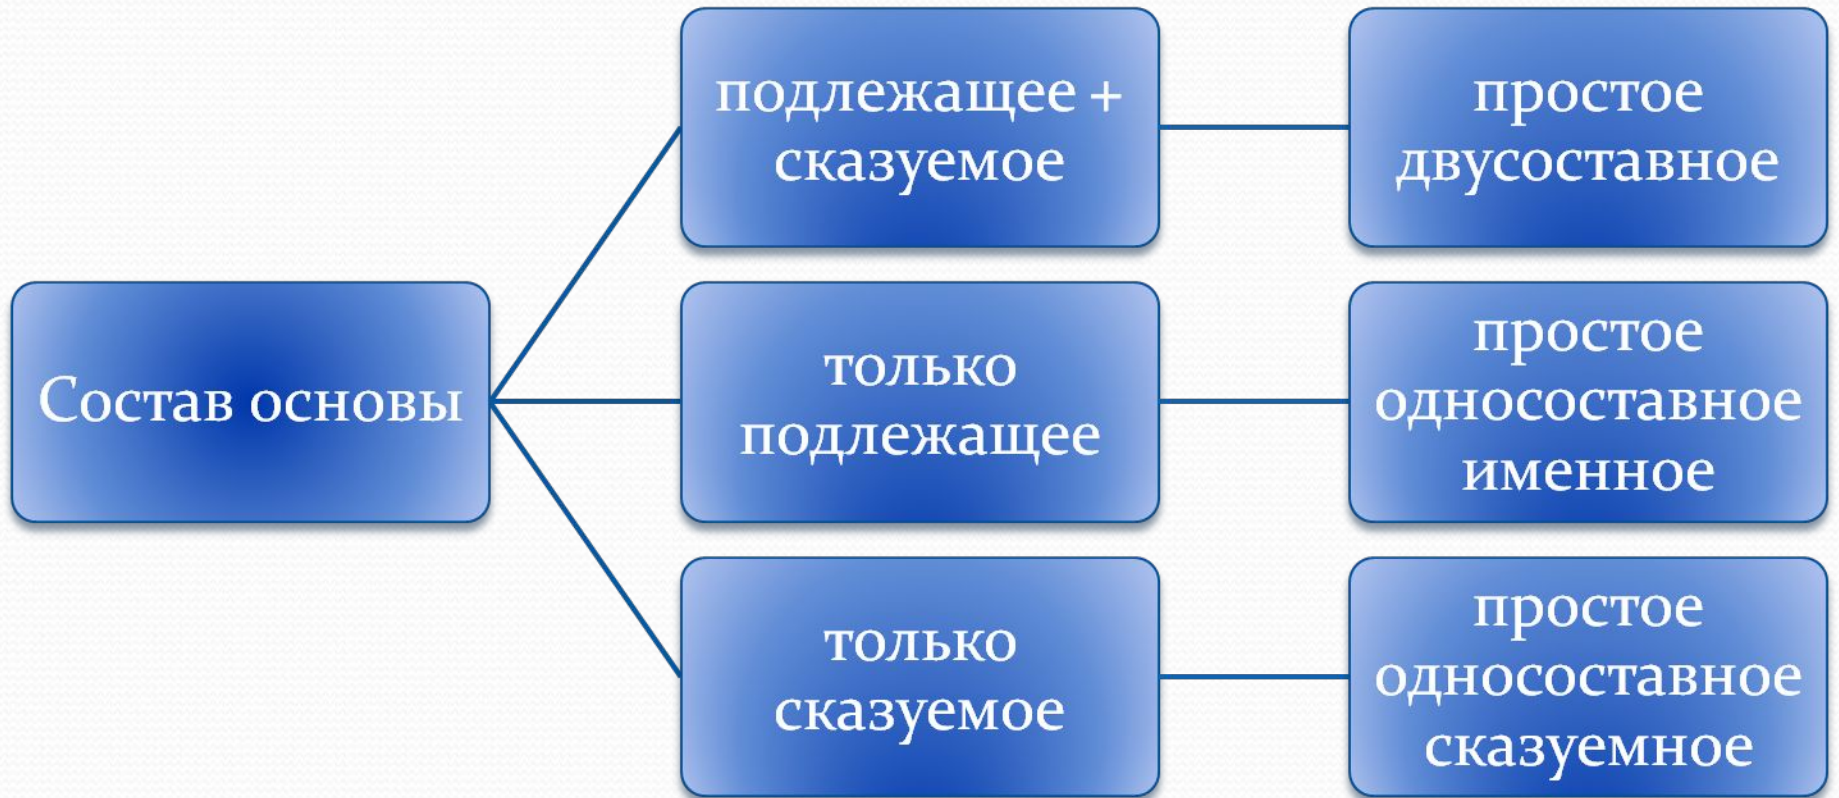 Состав основы
подлежащее +
сказуемое
простое
двусоставное
только
подлежащее
простое
односоставное
именное
только
сказуемое
простое
односоставное
сказуемное